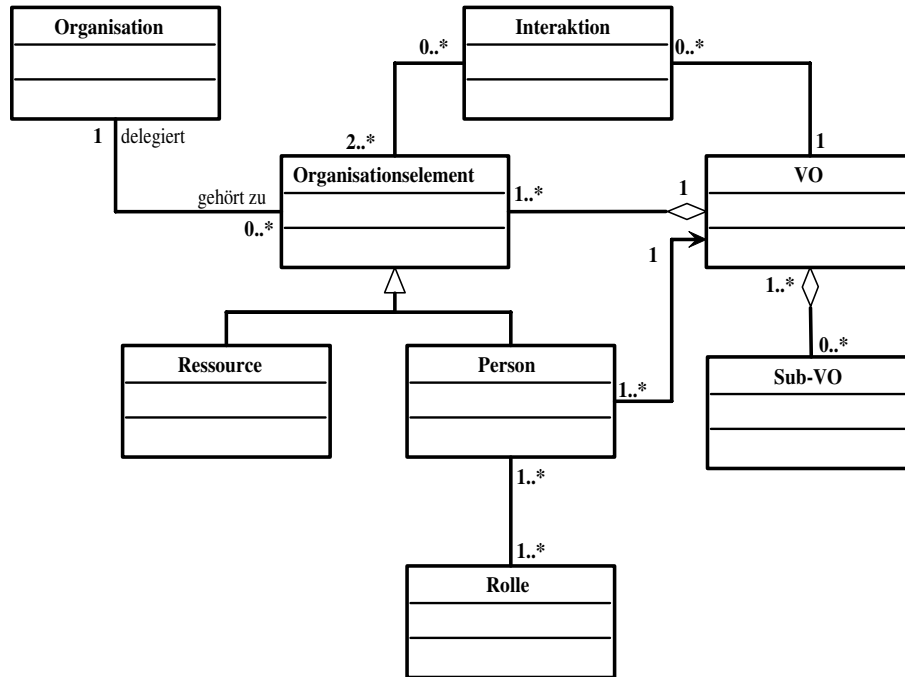 Organisation
Interaktion
0..*
0..*
1
delegiert
2..*
1
Organisationselement
VO
gehört zu
1..*
1
0..*
1
1..*
Ressource
Person
0..*
Sub-VO
1..*
1..*
1..*
Rolle